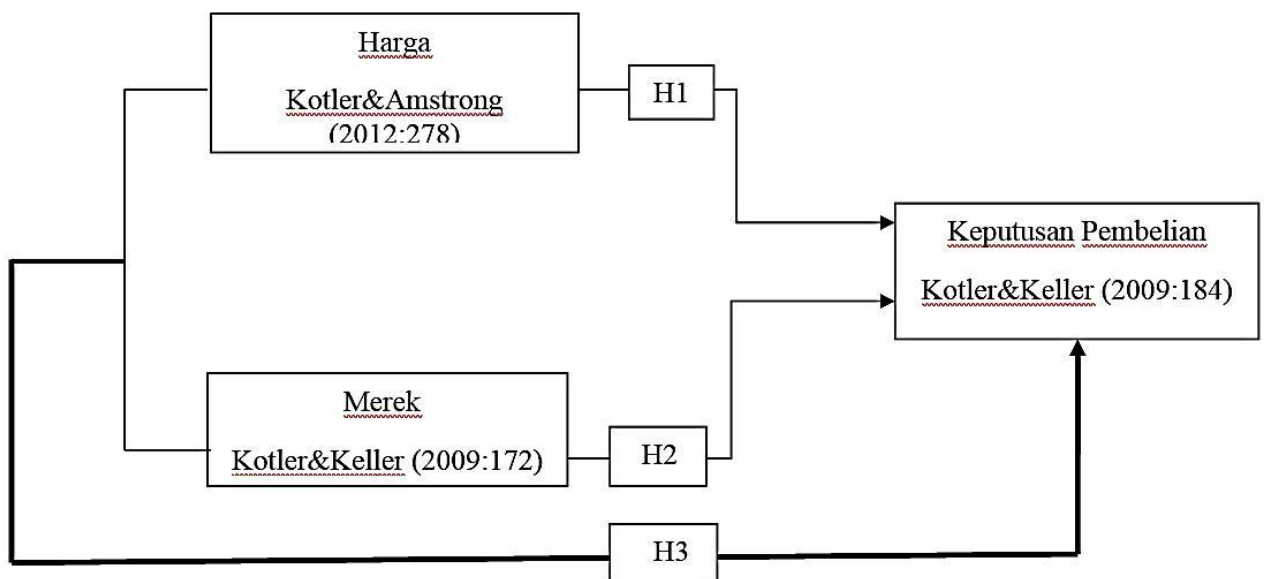 Harga
Kotler&Amstrong
(2012:278)
H1
Keputusan Pembelian
Kotler&Keller (2009:184)
Merek
Kotler&Keller (2009:172)
H2
H3